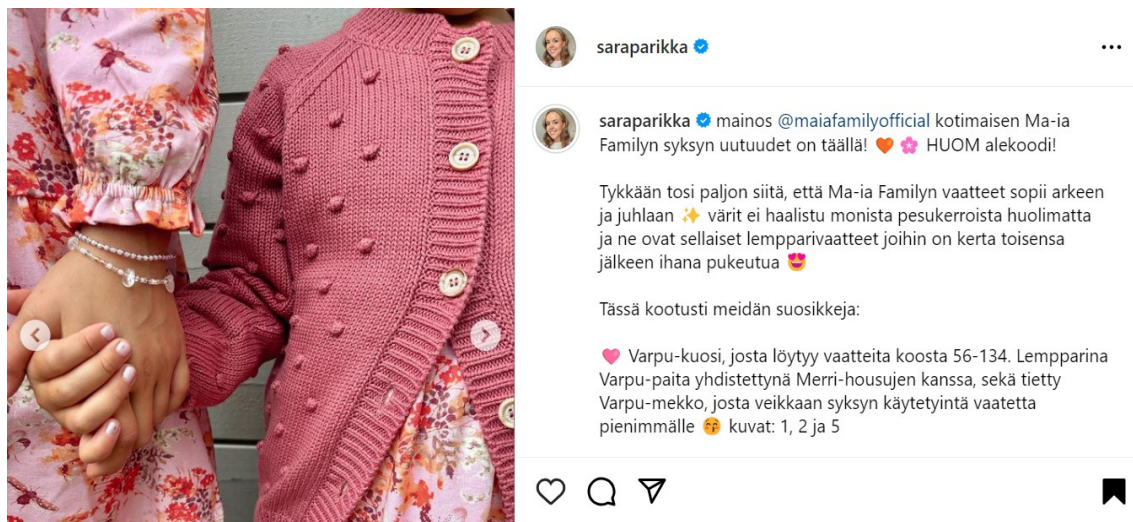 saraparikka
saraparikka mainos @maiafamilyofficial kotimaisen Ma-ia
Familyn syksyn uutuudet on täällä! 🧡 🌸 HUOM alekoodi!
Tykkään tosi paljon siitä, että Ma-ia Familyn vaatteet sopii arkeen
ja juhlaan ✨ värit ei haalistu monista pesukerroista huolimatta
ja ne ovat sellaiset lempparivaatteet joihin on kerta toisensa
jälkeen ihana pukeutua 😍
Tässä kootusti meidän suosikkeja:
🩷 Varpu-kuosi, josta löytyy vaatteita koosta 56-134. Lempparina
Varpu-paita yhdistettynä Merri-housujen kanssa, sekä tietty
Varpu-mekko, josta veikkaan syksyn käytetyintä vaatetta
pienimmälle 😚 kuvat: 1, 2 ja 5